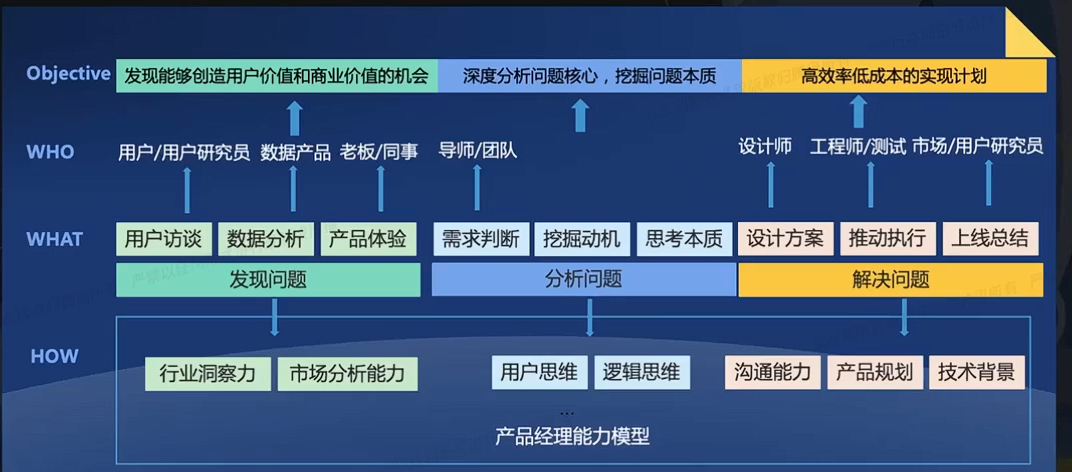 Objective 发现能够创造用户价值和商业价值的机会 深度分析问题核心，挖掘问题本质 高效率低成本的实现计划
WHO 用户/用户研究员 数据产品 老板/同事 导师/团队 设计师 工程师/测试 市场/用户研究员
WHAT 用户访谈 数据分析 产品体验 需求判断 挖掘动机 思考本质 设计方案 推动执行 上线总结
发现问题 分析问题 解决问题
HOW 行业洞察力 市场分析能力 用户思维 逻辑思维 沟通能力 产品规划 技术背景
...
产品经理能力模型